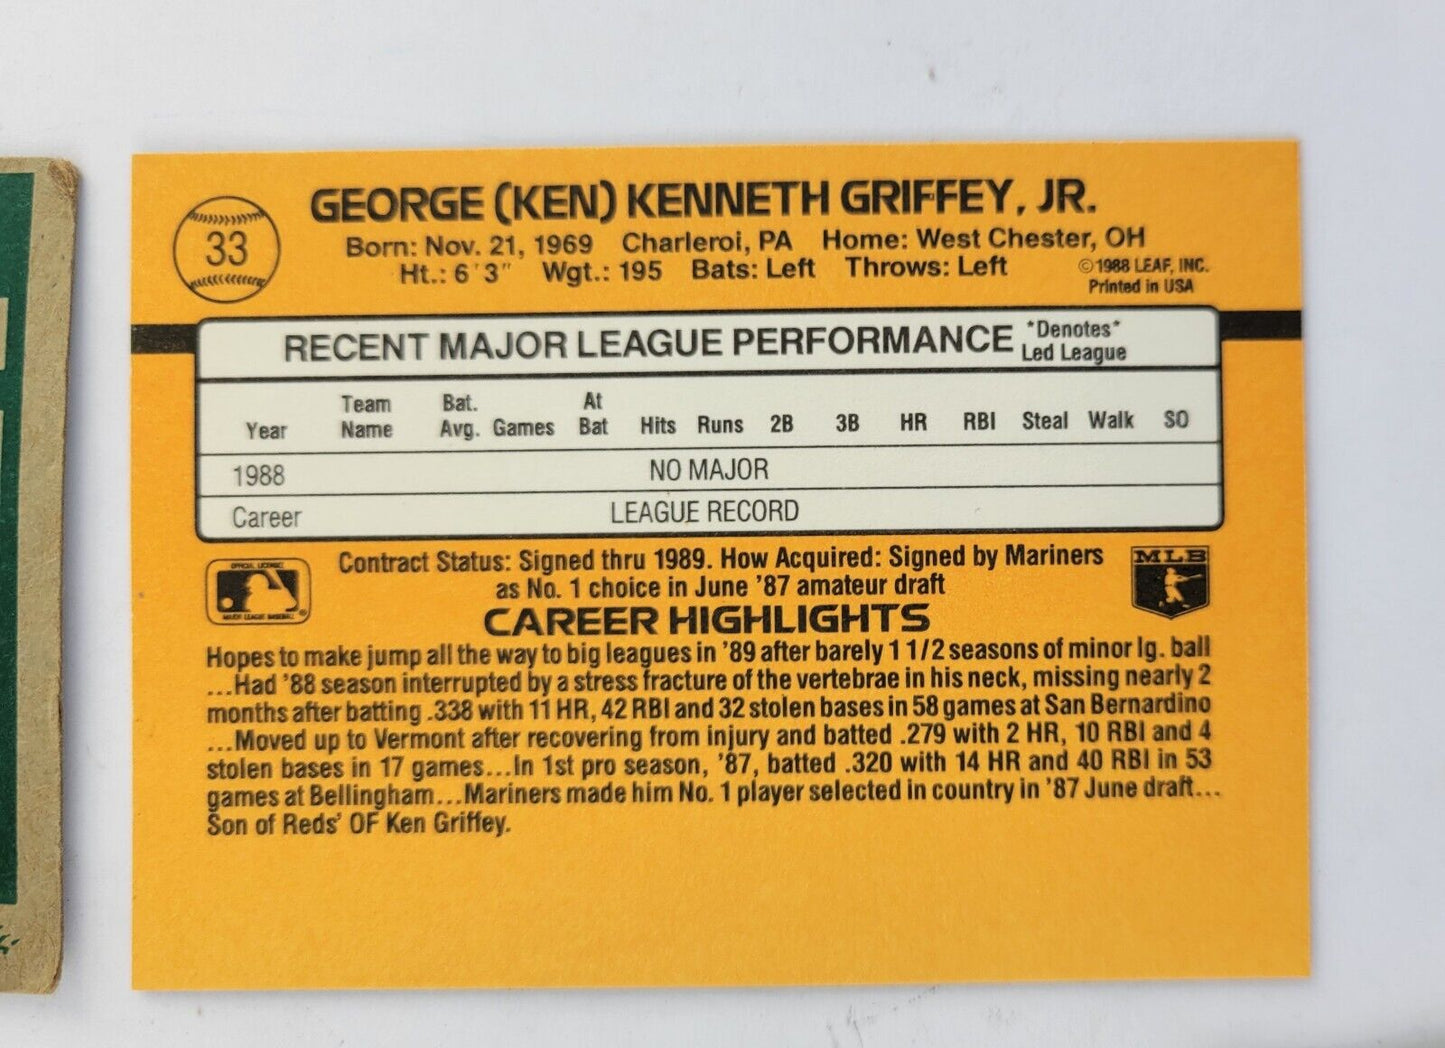 33
GEORGE (KEN) KENNETH GRIFFEY, JR.
Born: Nov. 21, 1969 Charleroi, PA Home: West Chester, OH
Ht.: 6'3" Wgt.: 195 Bats: Left Throws: Left
©1988 LEAF, INC.
Printed in USA
RECENT MAJOR LEAGUE PERFORMANCE
*Denotes*
Led League
Year Team Name Bat. Avg. Games At Bat Hits Runs 2B 3B HR RBI Steal Walk SO
1988 NO MAJOR
Career LEAGUE RECORD
Contract Status: Signed thru 1989. How Acquired: Signed by Mariners
as No. 1 choice in June '87 amateur draft
MLB
MAJOR LEAGUE BASEBALL
CAREER HIGHLIGHTS
Hopes to make jump all the way to big leagues in '89 after barely 1 1/2 seasons of minor lg. ball
...Had '88 season interrupted by a stress fracture of the vertebrae in his neck, missing nearly 2
months after batting .338 with 11 HR, 42 RBI and 32 stolen bases in 58 games at San Bernardino
...Moved up to Vermont after recovering from injury and batted .279 with 2 HR, 10 RBI and 4
stolen bases in 17 games...In 1st pro season, '87, batted .320 with 14 HR and 40 RBI in 53
games at Bellingham...Mariners made him No. 1 player selected in country in '87 June draft...
Son of Reds' OF Ken Griffey.